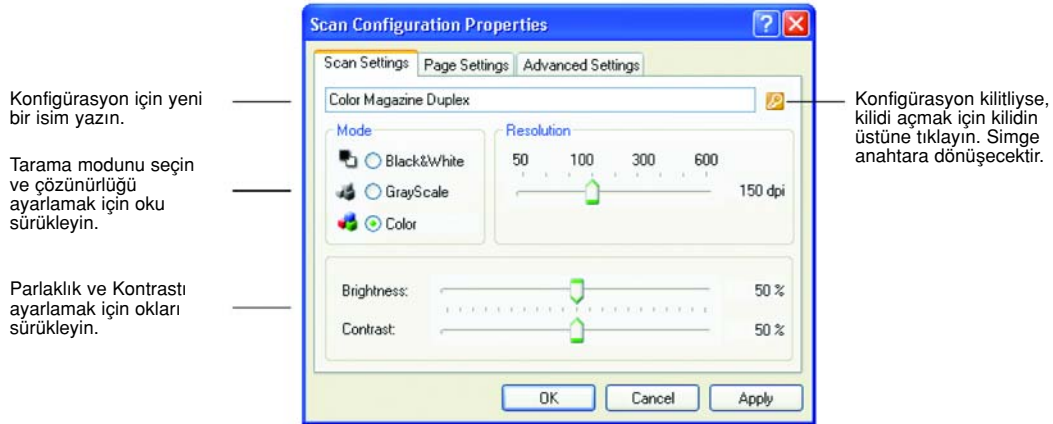 Scan Configuration Properties
Scan Settings
Page Settings
Advanced Settings
Color Magazine Duplex
Konfigürasyon için yeni
bir isim yazın.
Konfigürasyon kilitliyse,
kilidi açmak için kilidin
üstüne tıklayın. Simge
anahtara dönüşecektir.
Mode
Black&White
GrayScale
Color
Resolution
50 100 300 600
150 dpi
Tarama modunu seçin
ve çözünürlüğü
ayarlamak için oku
sürükleyin.
Parlaklık ve Kontrastı
ayarlamak için okları
sürükleyin.
Brightness:
50 %
Contrast:
50 %
OK
Cancel
Apply